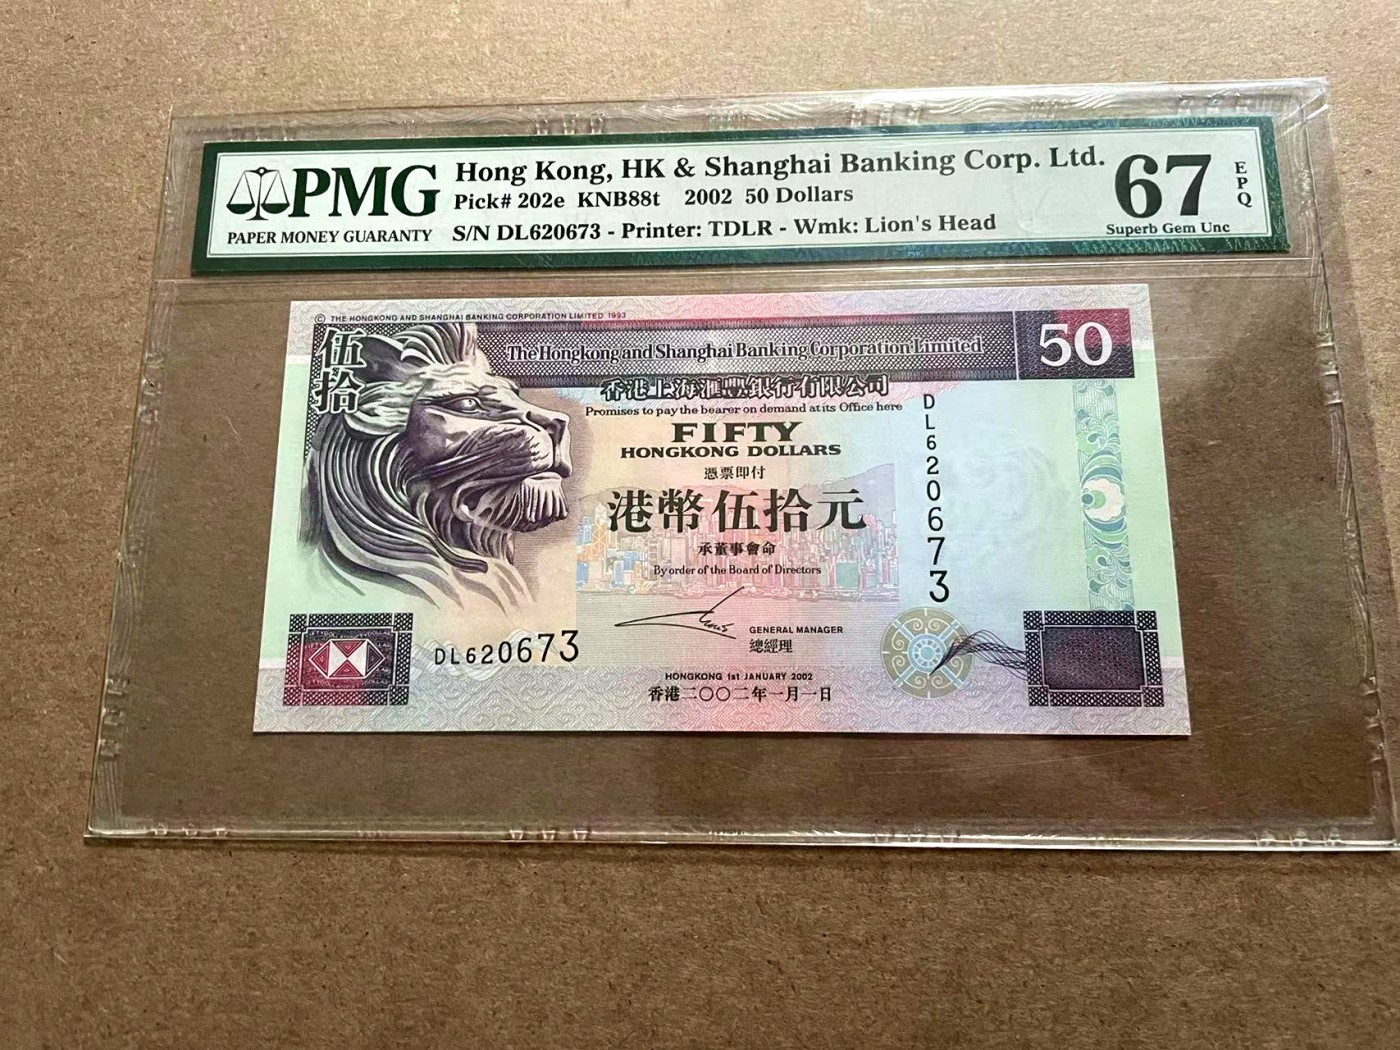 PMG
PAPER MONEY GUARANTY
Hong Kong, HK & Shanghai Banking Corp. Ltd.
Pick# 202e KNB88t 2002 50 Dollars
S/N DL620673 - Printer: TDLR - Wmk: Lion's Head
67
EPQ
Superb Gem Unc
© THE HONGKONG AND SHANGHAI BANKING CORPORATION LIMITED 1993
伍拾
The Hongkong and Shanghai Banking Corporation Limited
50
香港上海滙豐銀行有限公司
Promises to pay the bearer on demand at its Office here
FIFTY
HONGKONG DOLLARS
憑票即付
港幣伍拾元
承董事會命
By order of the Board of Directors
DL620673
GENERAL MANAGER
總經理
DL620673
HONGKONG 1st JANUARY 2002
香港二〇〇二年一月一日